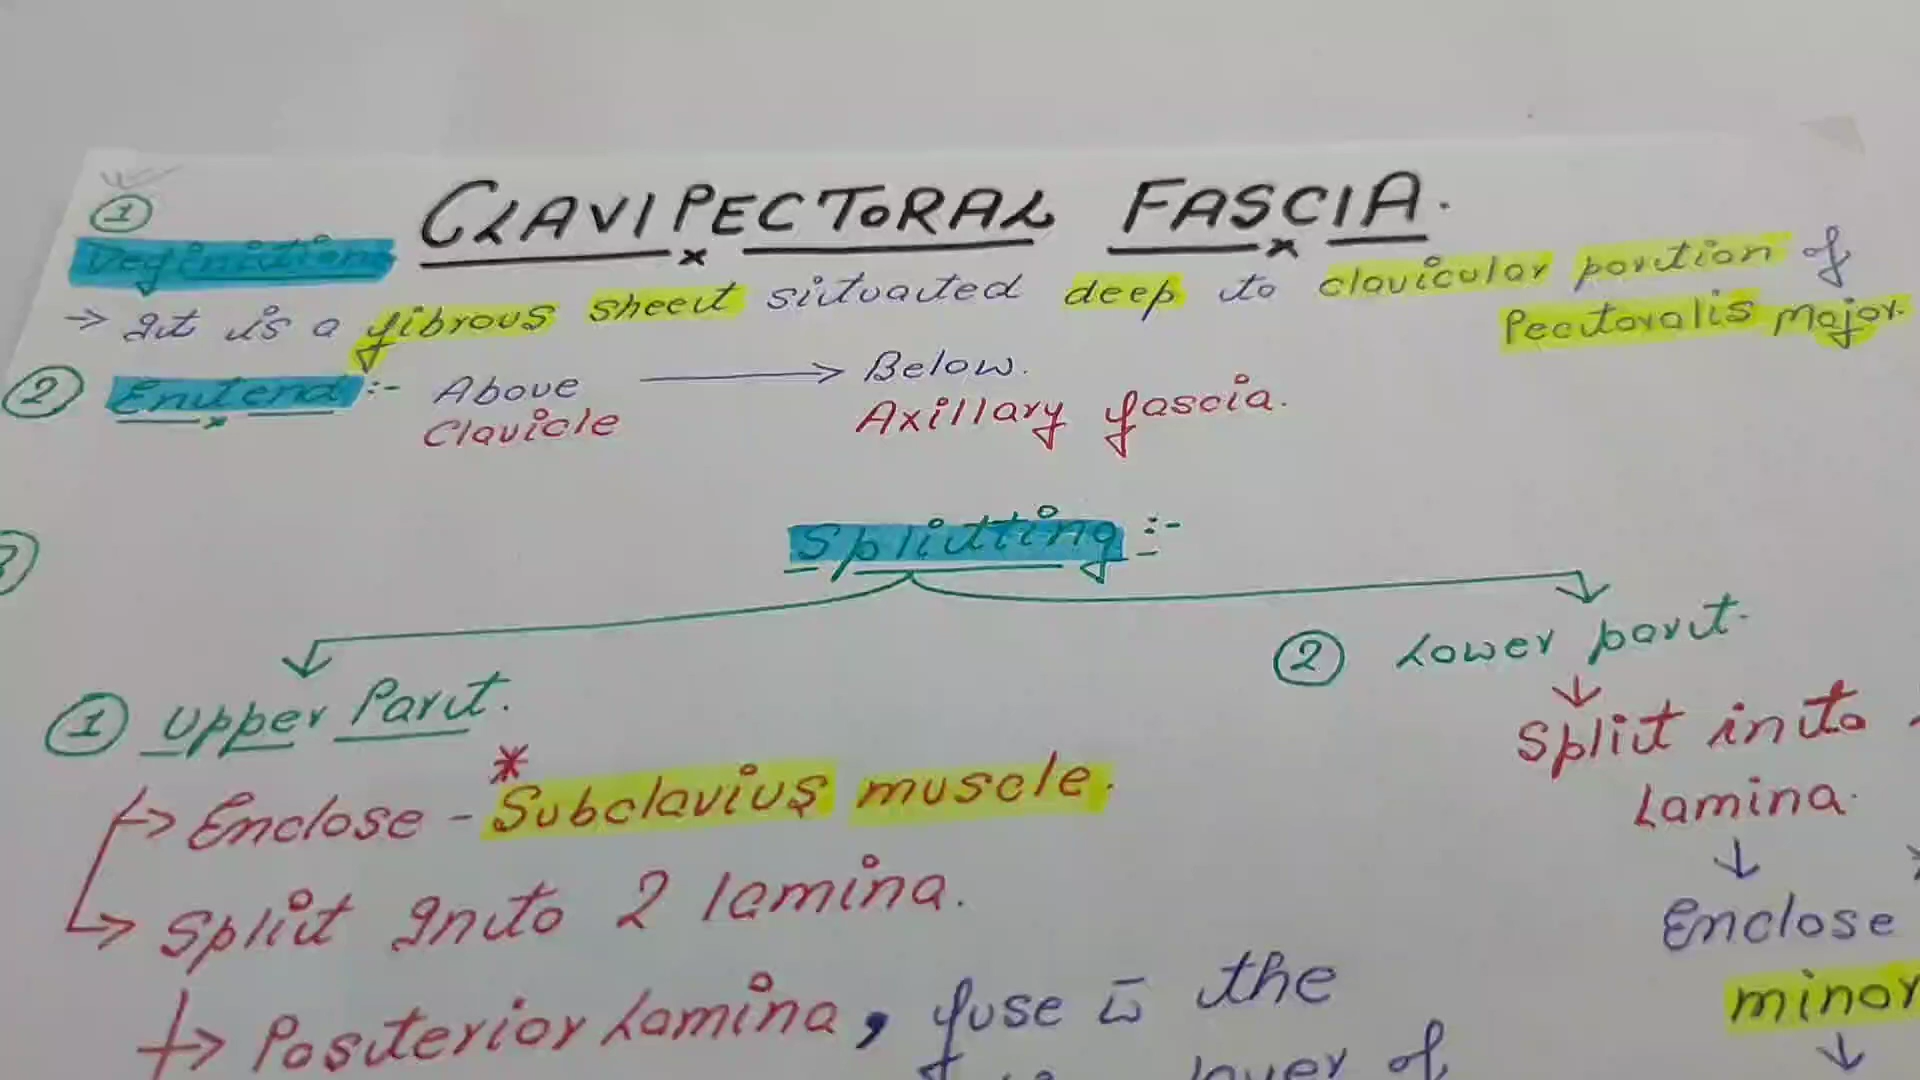 ①
CLAVIPECTORAL FASCIA.
Definition
→ It is a fibrous sheet situated deep to clavicular portion of
Pectoralis Major.
② Extend :- Above → Below.
Clavicle Axillary fascia.
Splitting :-
① Upper Part.
② Lower part.
→ Enclose - *Subclavius muscle.
Split into
Lamina.
→ Split Into 2 lamina.
Enclose
minor
→ Posterior Lamina, fuse c̄ the
layer of